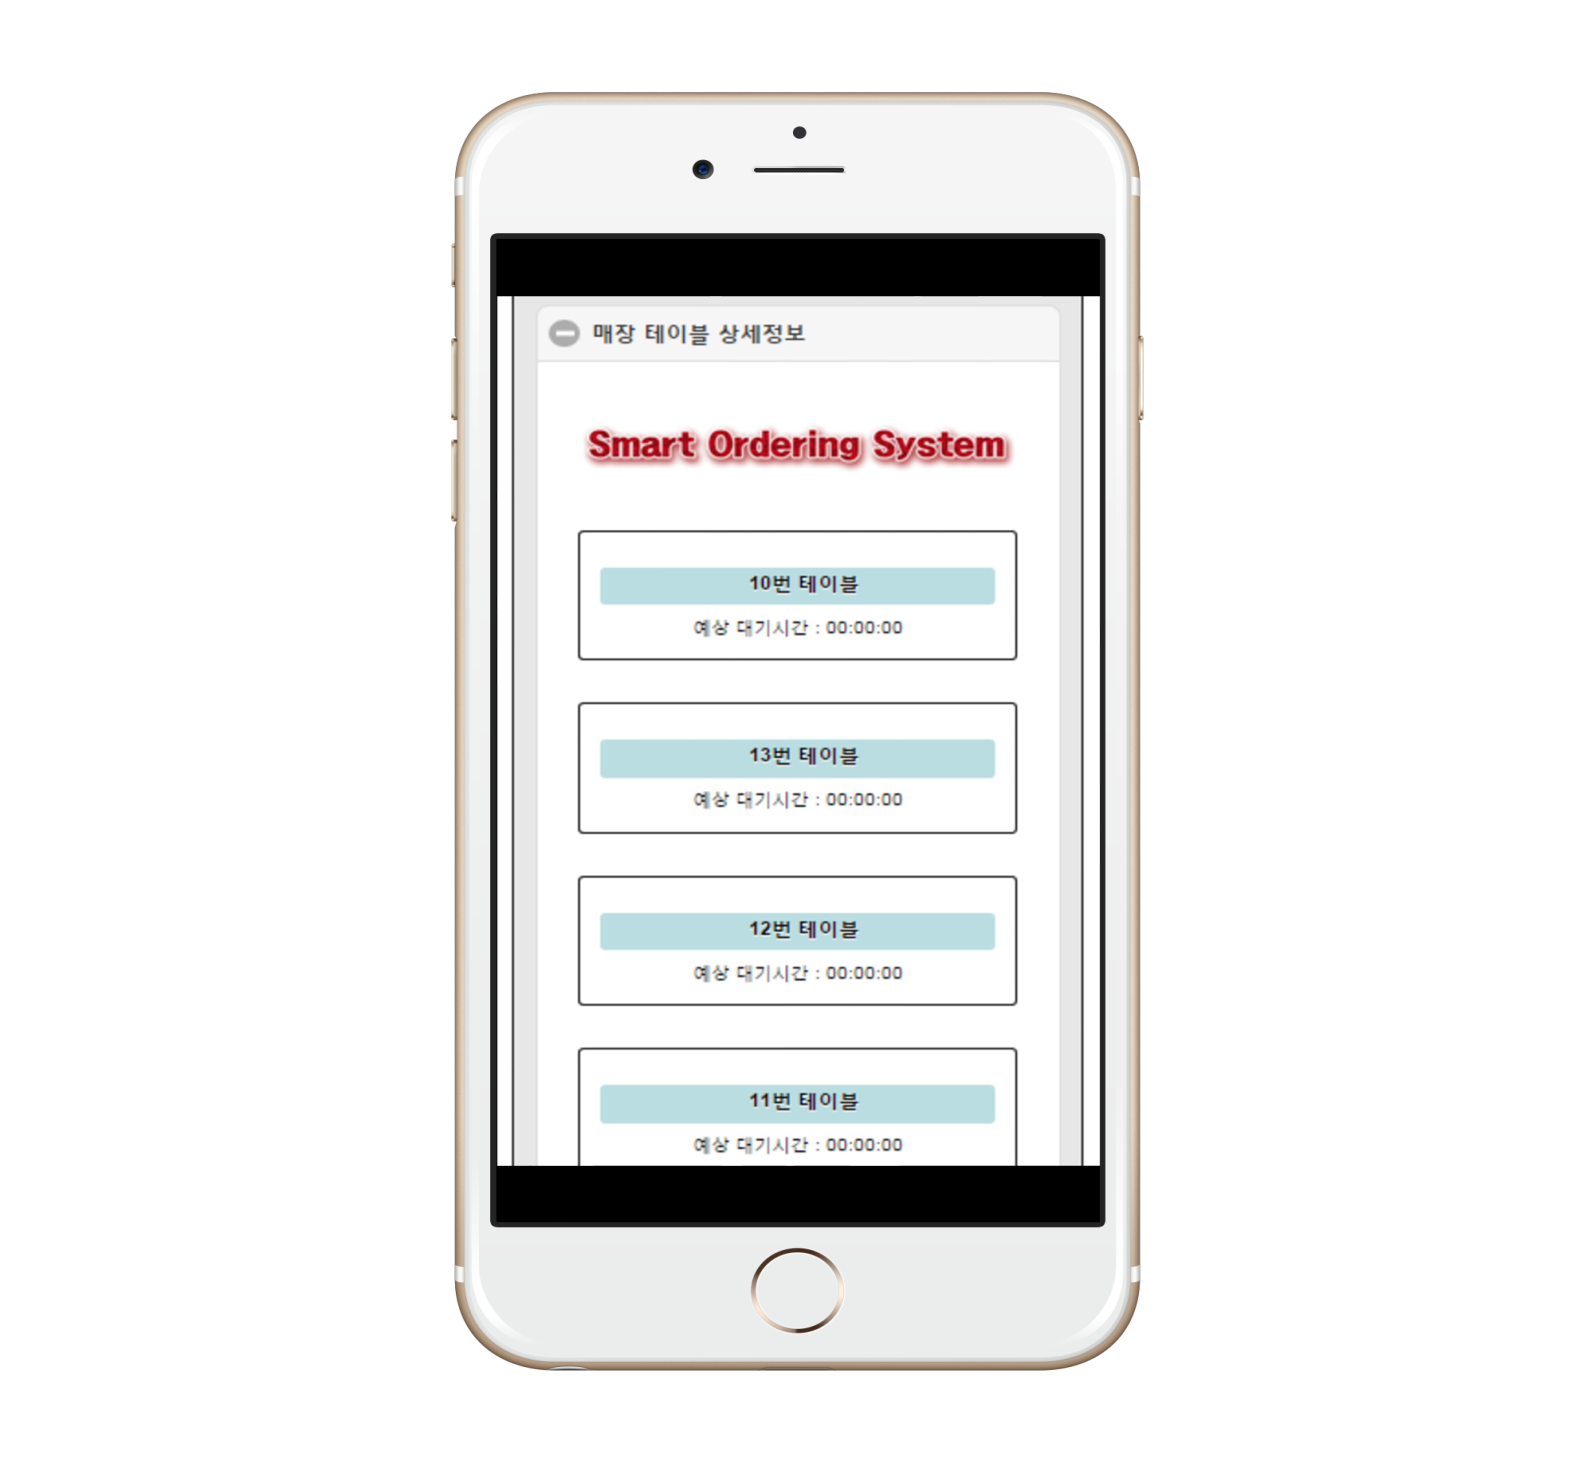 매장 테이블 상세정보
Smart Ordering System
10번 테이블
예상 대기시간 : 00:00:00
13번 테이블
예상 대기시간 : 00:00:00
12번 테이블
예상 대기시간 : 00:00:00
11번 테이블
예상 대기시간 : 00:00:00